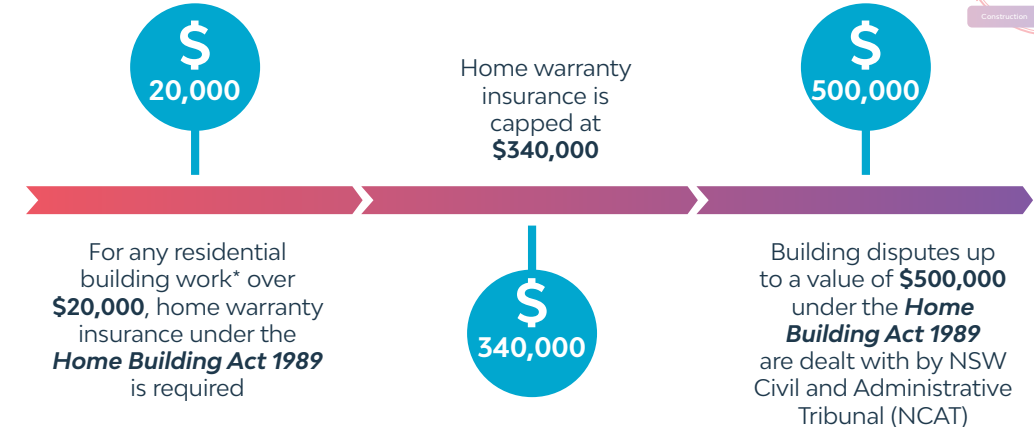 Construction
$
20,000
For any residential
building work* over
$20,000, home warranty
insurance under the
Home Building Act 1989
is required
Home warranty
insurance is
capped at
$340,000
$
340,000
$
500,000
Building disputes up
to a value of $500,000
under the Home
Building Act 1989
are dealt with by NSW
Civil and Administrative
Tribunal (NCAT)